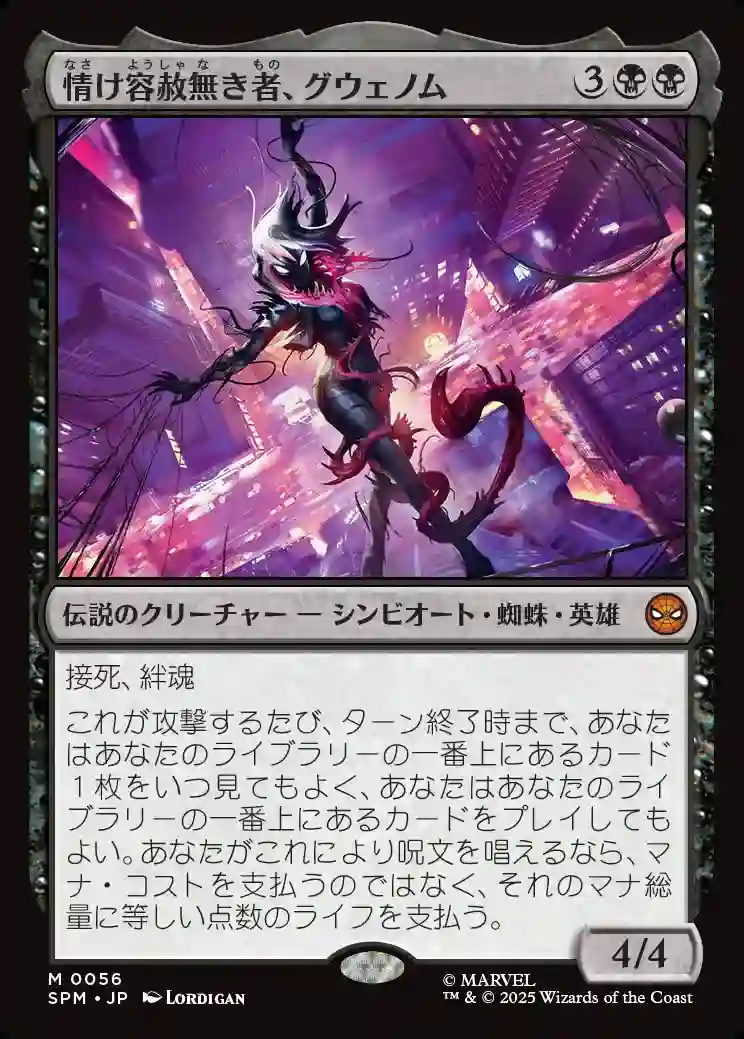 情け容赦無き者、グウェノム 3
なさ ようしゃ な もの
伝説のクリーチャー — シンビオート・蜘蛛・英雄
接死、絆魂
これが攻撃するたび、ターン終了時まで、あなた
はあなたのライブラリーの一番上にあるカード
1枚をいつ見てもよく、あなたはあなたのライ
ブラリーの一番上にあるカードをプレイしても
よい。あなたがこれにより呪文を唱えるなら、マ
ナ・コストを支払うのではなく、それのマナ総
量に等しい点数のライフを支払う。
4/4
M 0056
SPM・JP LORDIGAN
© MARVEL
™ & © 2025 Wizards of the Coast